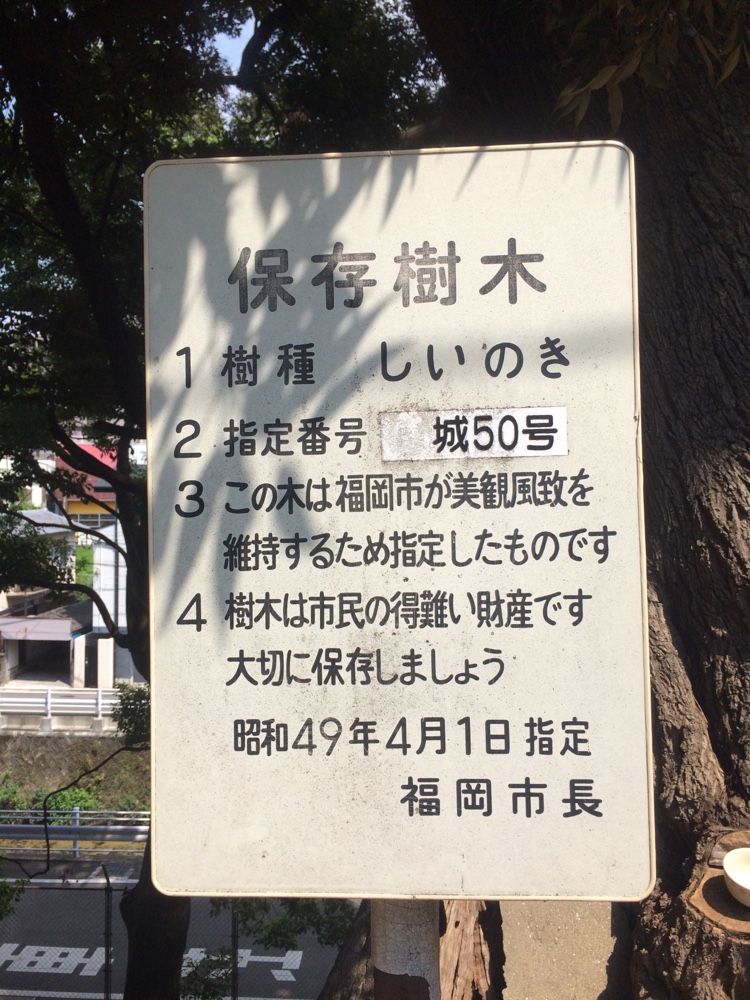 保存樹木
1 樹種 しいのき
2 指定番号 城50号
3 この木は福岡市が美観風致を
維持するため指定したものです
4 樹木は市民の得難い財産です
大切に保存しましょう
昭和49年4月1日指定
福岡市長